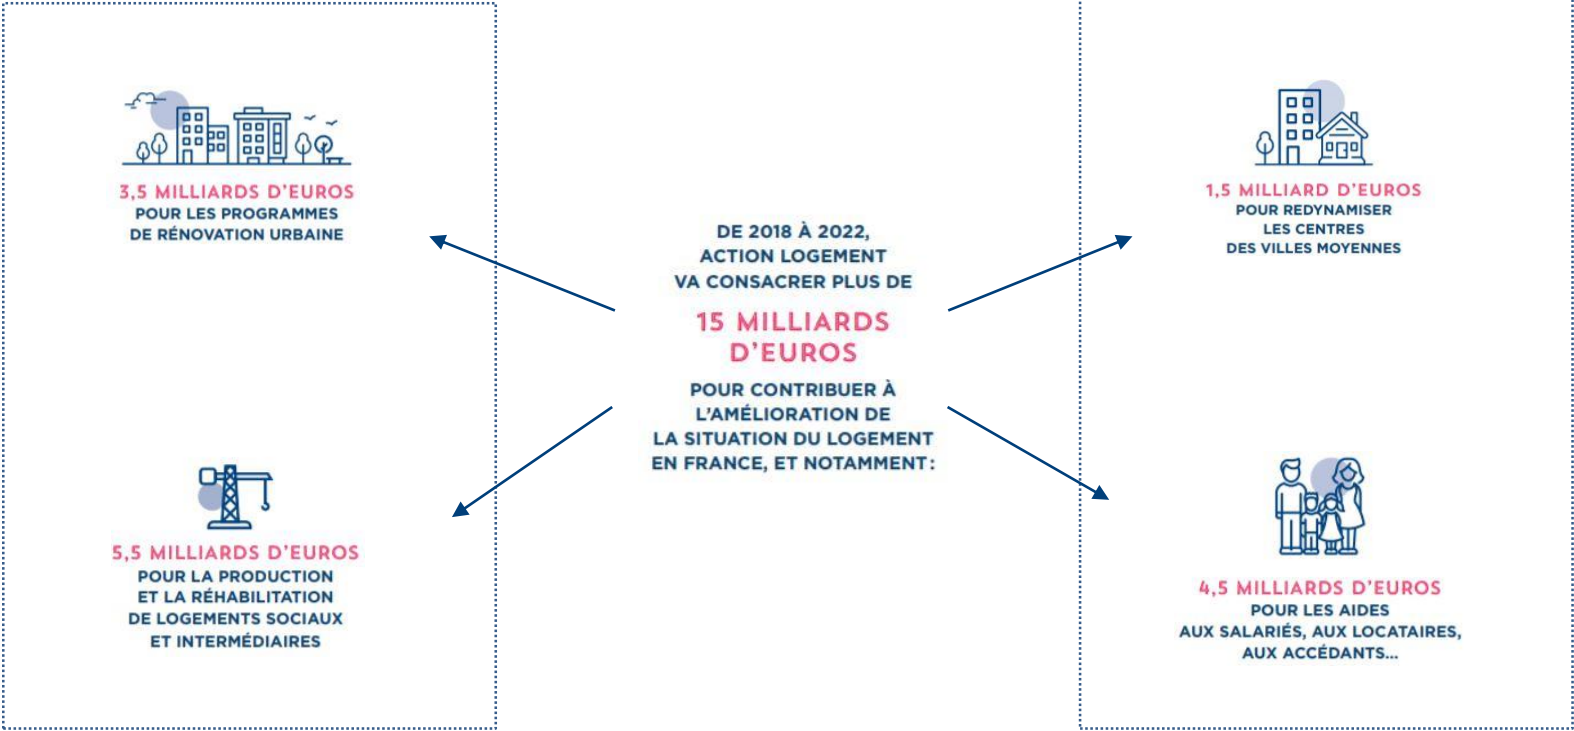 3,5 MILLIARDS D'EUROS
POUR LES PROGRAMMES
DE RÉNOVATION URBAINE
5,5 MILLIARDS D'EUROS
POUR LA PRODUCTION
ET LA RÉHABILITATION
DE LOGEMENTS SOCIAUX
ET INTERMÉDIAIRES
DE 2018 À 2022,
ACTION LOGEMENT
VA CONSACRER PLUS DE
15 MILLIARDS
D'EUROS
POUR CONTRIBUER À
L'AMÉLIORATION DE
LA SITUATION DU LOGEMENT
EN FRANCE, ET NOTAMMENT :
1,5 MILLIARD D'EUROS
POUR REDYNAMISER
LES CENTRES
DES VILLES MOYENNES
4,5 MILLIARDS D'EUROS
POUR LES AIDES
AUX SALARIÉS, AUX LOCATAIRES,
AUX ACCÉDANTS...